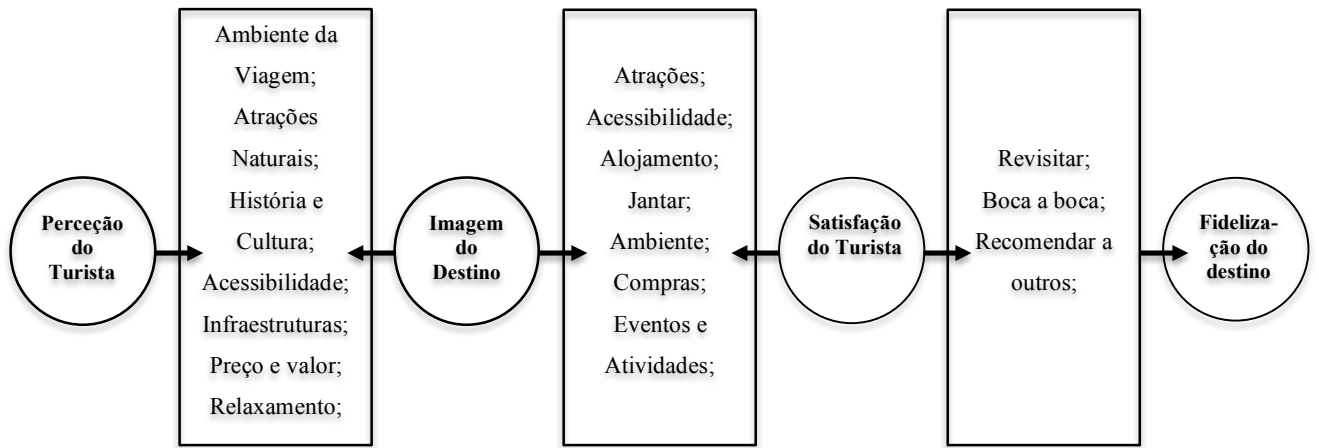 Perceção
do
Turista
Ambiente da
Viagem;
Atrações
Naturais;
História e
Cultura;
Acessibilidade;
Infraestruturas;
Preço e valor;
Relaxamento;
Imagem
do
Destino
Atrações;
Acessibilidade;
Alojamento;
Jantar;
Ambiente;
Compras;
Eventos e
Atividades;
Satisfação
do Turista
Revisitar;
Boca a boca;
Recomendar a
outros;
Fideliza-
ção do
destino